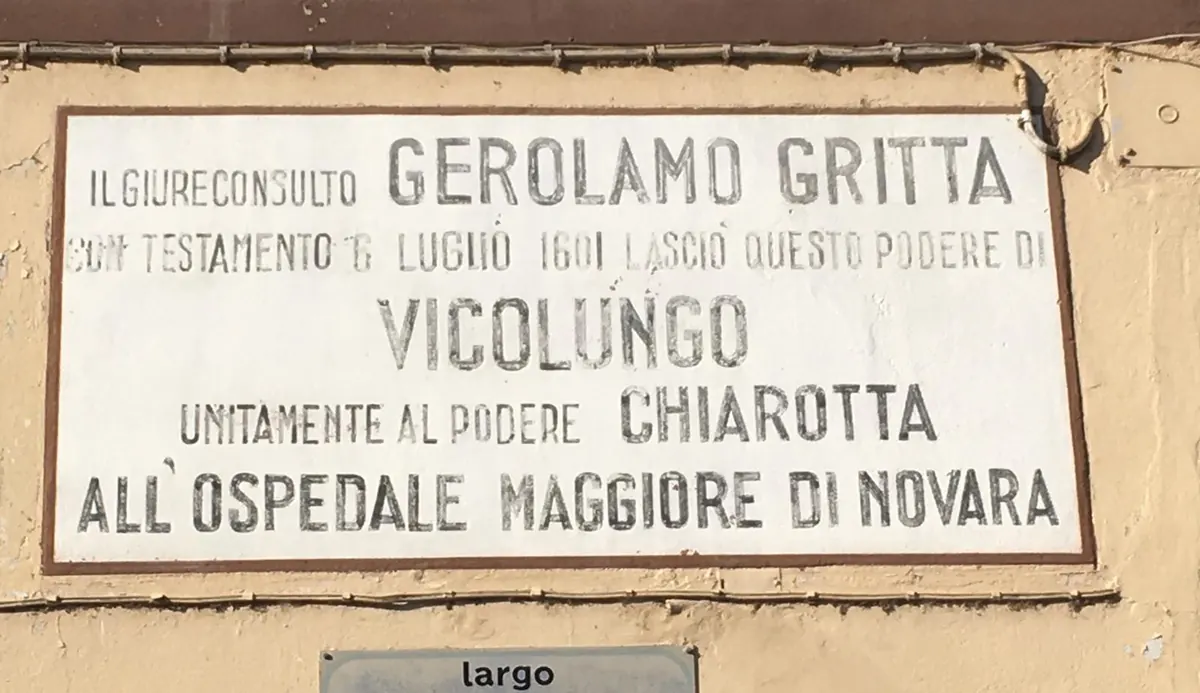 IL GIURECONSULTO GEROLAMO GRITTA
CON TESTAMENTO 6 LUGLIO 1601 LASCIO' QUESTO PODERE DI
VICOLUNGO
UNITAMENTE AL PODERE CHIAROTTA
ALL'OSPEDALE MAGGIORE DI NOVARA
largo